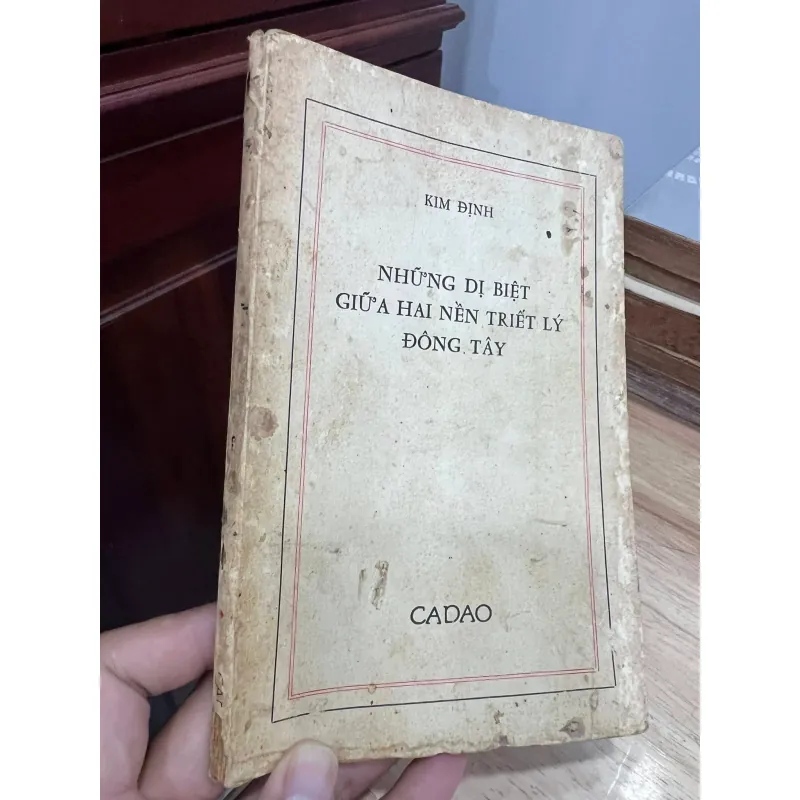 KIM ĐỊNH
NHỮNG DỊ BIỆT
GIỮA HAI NỀN TRIẾT LÝ
ĐÔNG TÂY
CADAO